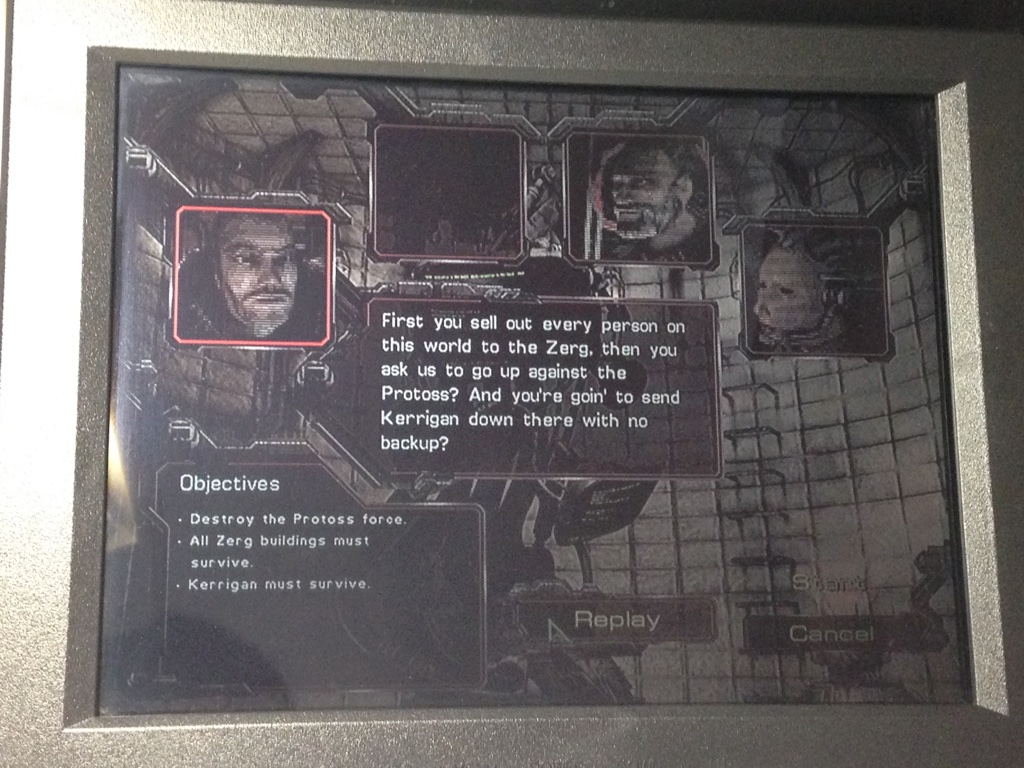 First you sell out every person on
this world to the Zerg, then you
ask us to go up against the
Protoss? And you're goin' to send
Kerrigan down there with no
backup?
Objectives
· Destroy the Protoss force.
· All Zerg buildings must
survive.
· Kerrigan must survive.
Start
Replay
Cancel